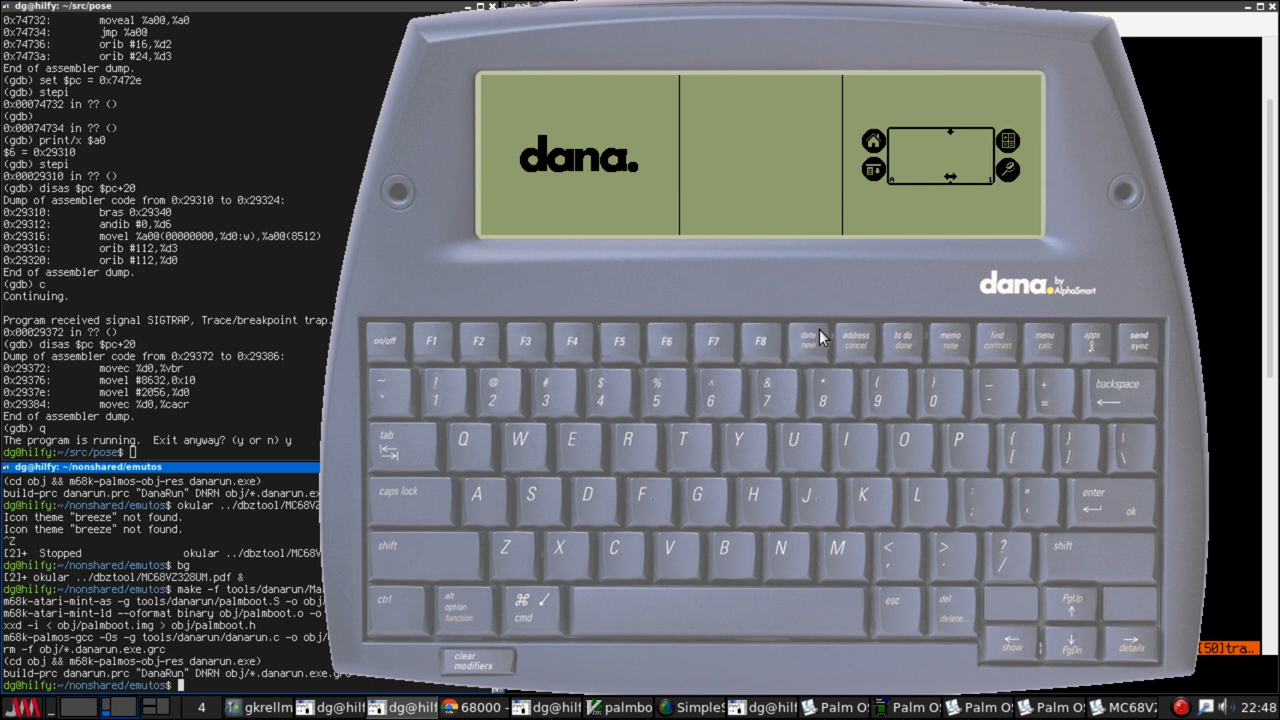 dg@hilfy: ~/src/pose
0x74732: moveal %a0@,%a0
0x74734: jmp %a0@
0x74736: orib #16,%d2
0x7473a: orib #24,%d3
End of assembler dump.
(gdb) set $pc = 0x7472e
(gdb) stepi
0x00074732 in ?? ()
(gdb)
0x00074734 in ?? ()
(gdb) print/x $a0
$6 = 0x29310
(gdb) stepi
0x00029310 in ?? ()
(gdb) disas $pc $pc+20
Dump of assembler code from 0x29310 to 0x29324:
0x29310: bras 0x29340
0x29312: andib #0,%d6
0x29316: movel %a0@(00000000,%d0:w),%a0@(8512)
0x2931c: orib #112,%d3
0x29320: orib #112,%d0
End of assembler dump.
(gdb) c
Continuing.
Program received signal SIGTRAP, Trace/breakpoint trap.
0x00029372 in ?? ()
(gdb) disas $pc $pc+20
Dump of assembler code from 0x29372 to 0x29386:
0x29372: movec %d0,%vbr
0x29376: movel #8632,0x10
0x2937e: movel #2056,%d0
0x29384: movec %d0,%cacr
End of assembler dump.
(gdb) q
The program is running. Exit anyway? (y or n) y
dg@hilfy:~/src/pose$
dg@hilfy: ~/nonshared/emutos
(cd obj && m68k-palmos-obj-res danarun.exe)
build-prc danarun.prc "DanaRun" DNRN obj/*.danarun.ex
dg@hilfy:~/nonshared/emutos$ okular ../dbztool/MC68VZ
Icon theme "breeze" not found.
Icon theme "breeze" not found.
^Z
[2]+ Stopped okular ../dbztool/MC68V
dg@hilfy:~/nonshared/emutos$ bg
[2]+ okular ../dbztool/MC68VZ328UM.pdf &
dg@hilfy:~/nonshared/emutos$ make -f tools/danarun/Ma
m68k-atari-mint-as -g tools/danarun/palmboot.S -o obj/
m68k-atari-mint-ld --oformat binary obj/palmboot.o -o
xxd -i < obj/palmboot.img > obj/palmboot.h
m68k-palmos-gcc -Os -g tools/danarun/danarun.c -o obj/
rm -f obj/*.danarun.exe.grc
(cd obj && m68k-palmos-obj-res danarun.exe)
build-prc danarun.prc "DanaRun" DNRN obj/*.danarun.exe.grc
dg@hilfy:~/nonshared/emutos$
dana.
dana. by AlphaSmart
on/off F1 F2 F3 F4 F5 F6 F7 F8 date new address cancel to do done memo note find contrast menu calc apps send sync
~ ` ! 1 @ 2 # 3 $ 4 % 5 ^ 6 & 7 * 8 ( 9 ) 0 _ - + = backspace
tab Q W E R T Y U I O P { [ } ] | \
caps lock A S D F G H J K L : ; " ' enter ok
shift Z X C V B N M < , > . ? / shift
ctrl alt option function cmd esc del delete... PgUp
show PgDn details
clear modifiers
[50]tra..
4 gkrellm dg@hilf dg@hilf 68000 - dg@hilf palmbo SimpleS dg@hilf Palm O Palm O Palm O Palm O MC68VZ 22:48